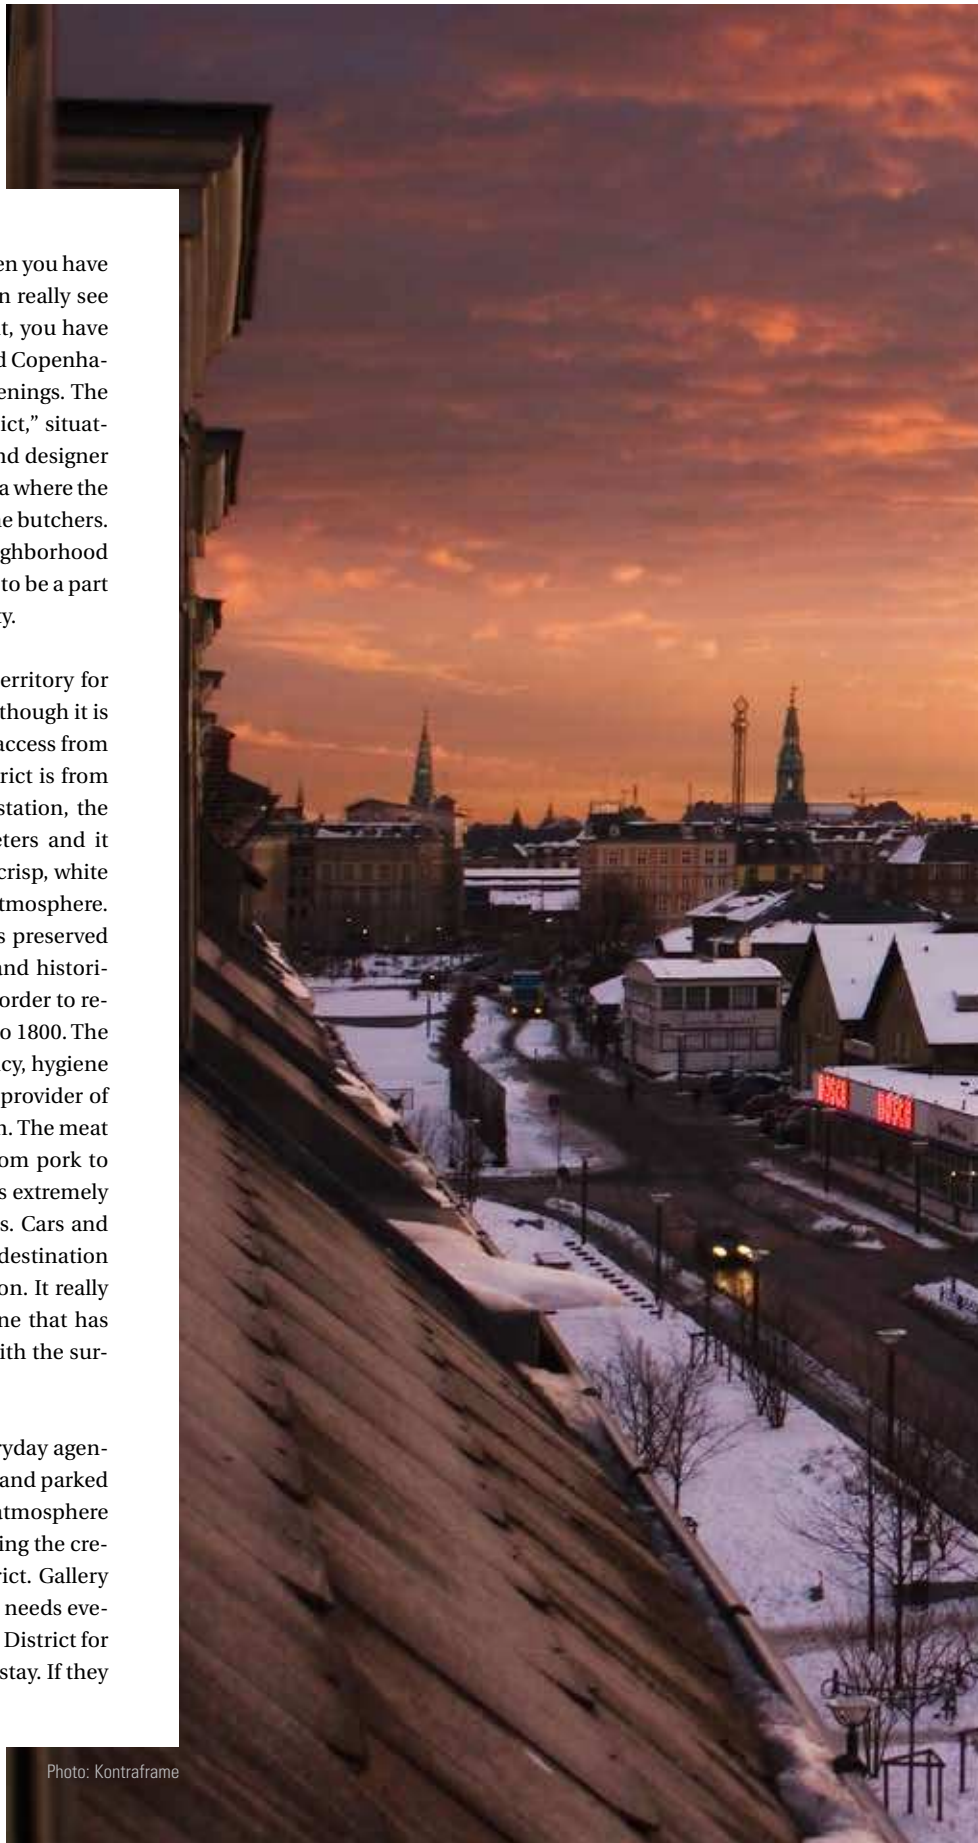 en you have
n really see
t, you have
d Copenha-
enings. The
ict,” situat-
nd designer
a where the
e butchers.
ghborhood
to be a part
y.
erritory for
though it is
access from
rict is from
station, the
eters and it
crisp, white
tmosphere.
s preserved
and histori-
order to re-
o 1800. The
cy, hygiene
provider of
n. The meat
om pork to
s extremely
s. Cars and
destination
on. It really
ne that has
ith the sur-
ryday agen-
and parked
atmosphere
ing the cre-
rict. Gallery
needs eve-
District for
stay. If they
Photo: Kontraframe
BOSCH BOSCH